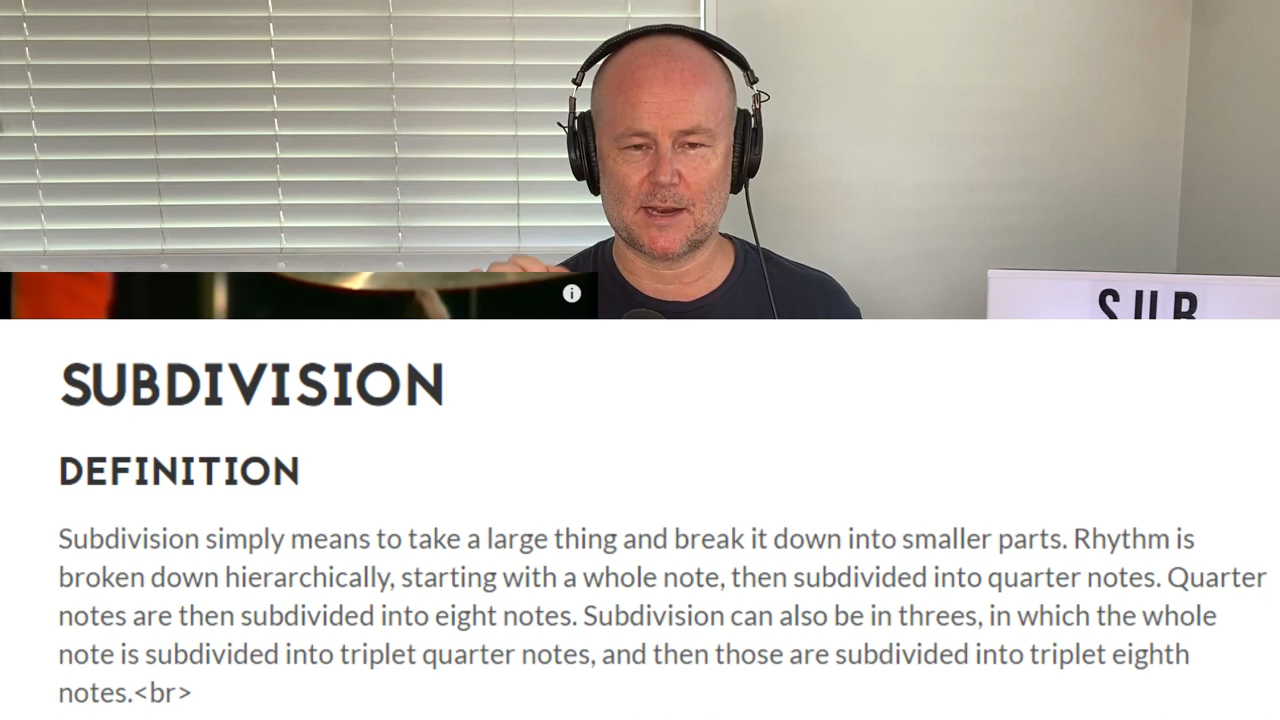 SUB
SUBDIVISION
DEFINITION
Subdivision simply means to take a large thing and break it down into smaller parts. Rhythm is
broken down hierarchically, starting with a whole note, then subdivided into quarter notes. Quarter
notes are then subdivided into eight notes. Subdivision can also be in threes, in which the whole
note is subdivided into triplet quarter notes, and then those are subdivided into triplet eighth
notes.<br>